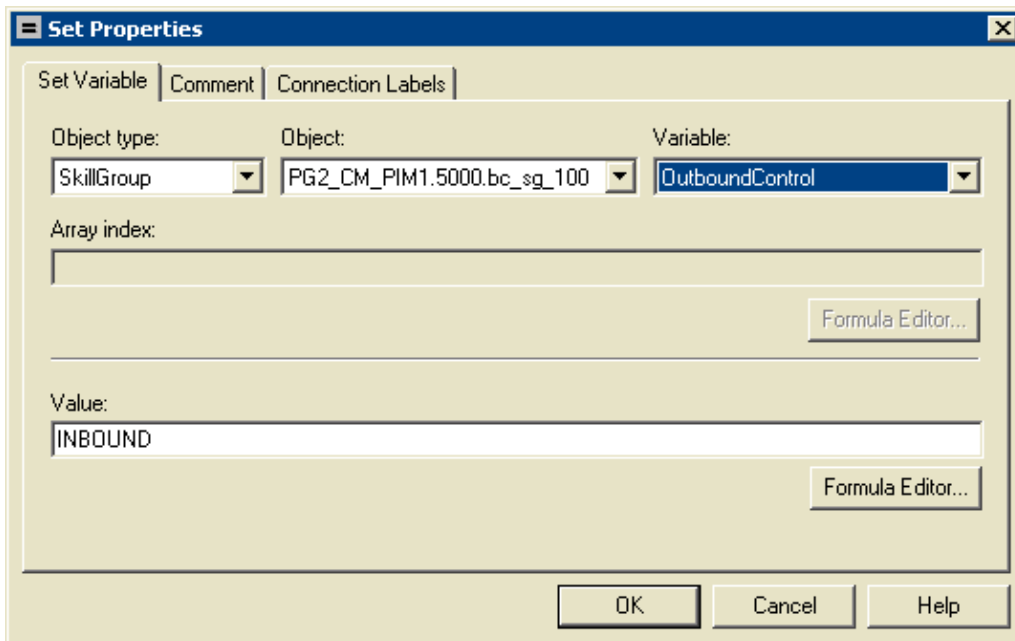 Set Properties
Set Variable Comment Connection Labels
Object type: Object: Variable:
SkillGroup PG2_CM_PIM1.5000.bc_sg_100 OutboundControl
Array index:
Formula Editor...
Value:
INBOUND
Formula Editor...
OK Cancel Help